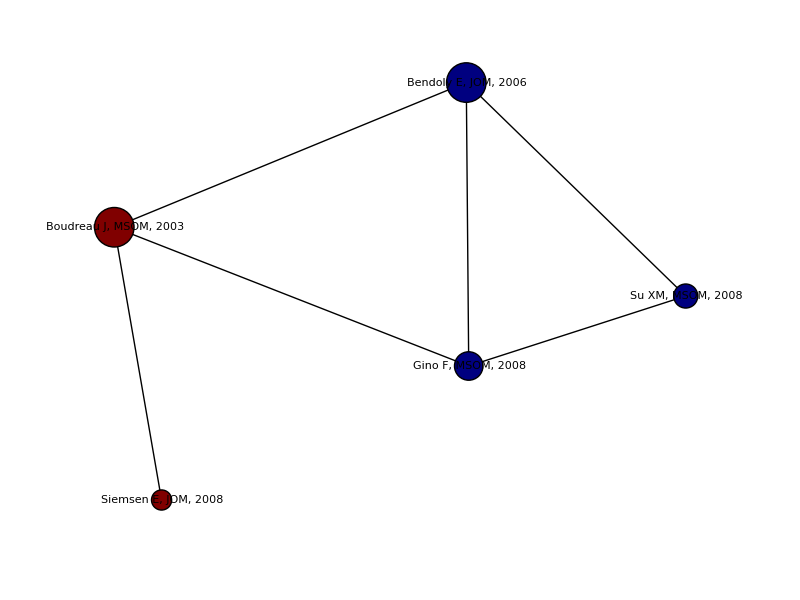 Bendoly E, JOM, 2006
Boudreau J, MSOM, 2003
Su XM, MSOM, 2008
Gino F, MSOM, 2008
Siemsen E, JOM, 2008